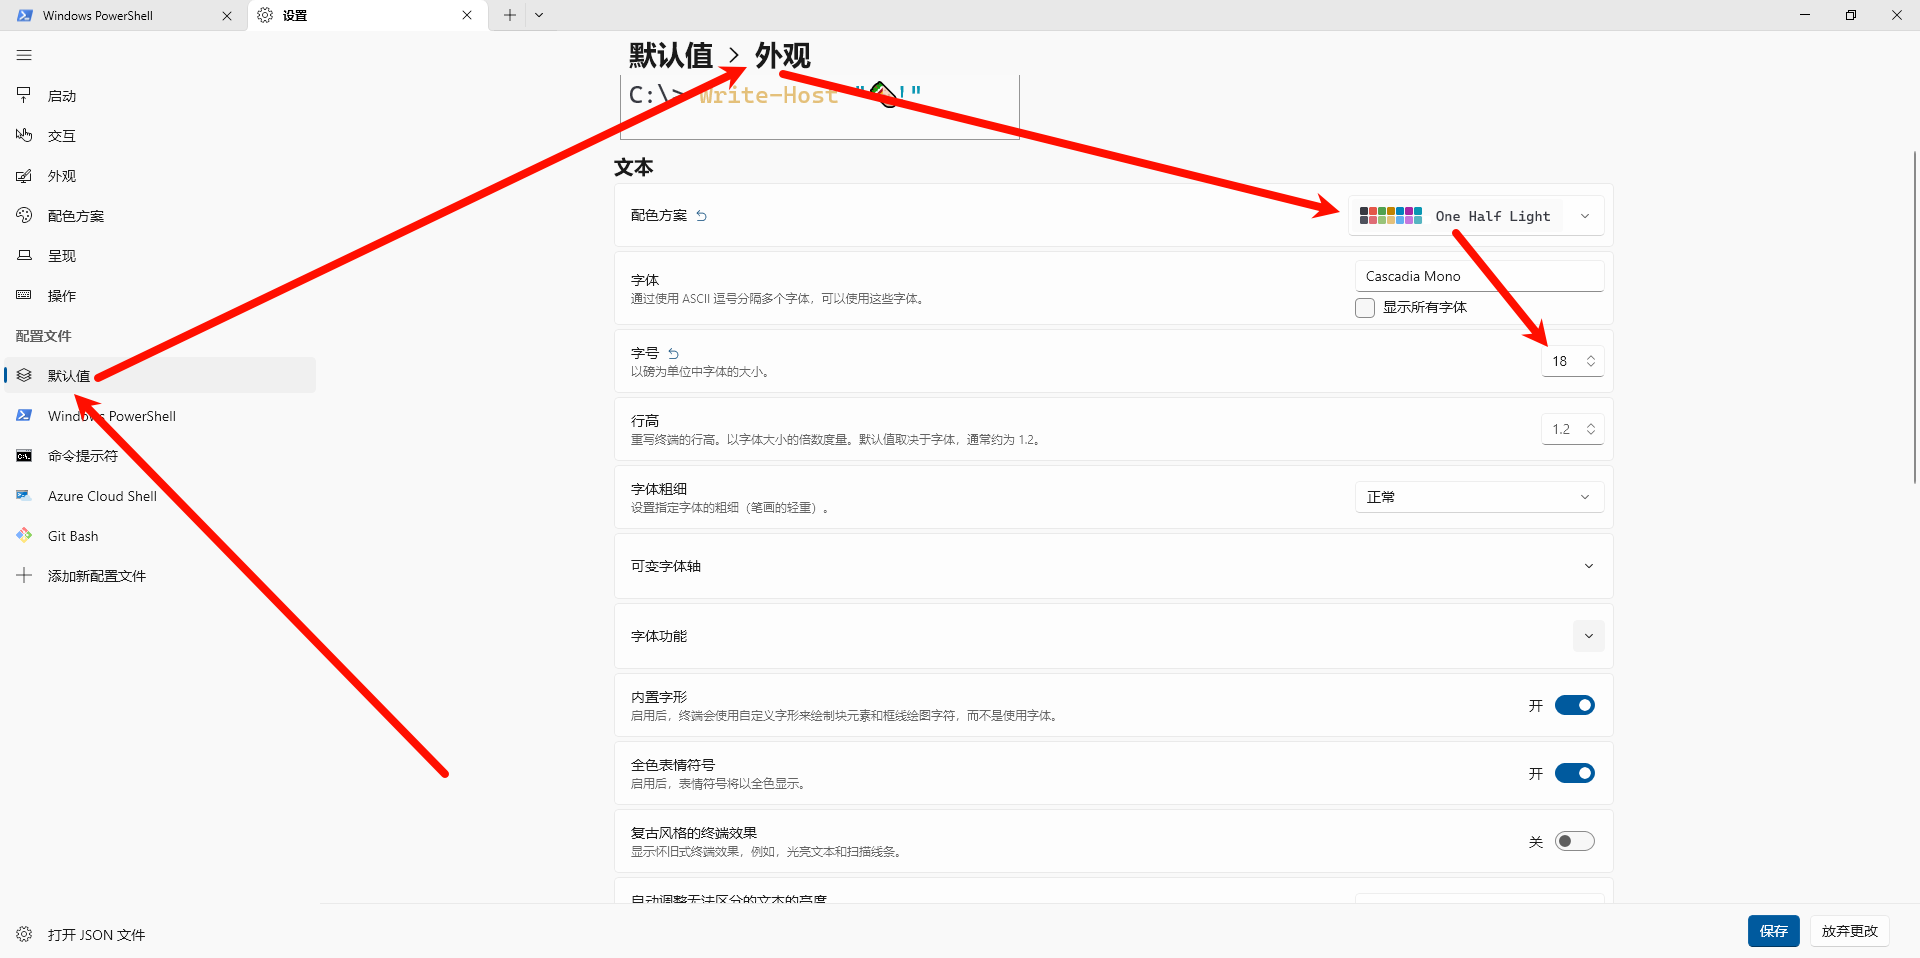 Windows PowerShell
设置
默认值 > 外观
C:\> Write-Host "!"
启动
交互
外观
配色方案
呈现
操作
配置文件
默认值
Windows PowerShell
命令提示符
Azure Cloud Shell
Git Bash
添加新配置文件
打开 JSON 文件
文本
配色方案
One Half Light
字体
通过使用 ASCII 逗号分隔多个字体，可以使用这些字体。
Cascadia Mono
显示所有字体
字号
以磅为单位中字体的大小。
18
行高
重写终端的行高。以字体大小的倍数度量。默认值取决于字体，通常约为 1.2。
1.2
字体粗细
设置指定字体的粗细（笔画的轻重）。
正常
可变字体轴
字体功能
内置字形
启用后，终端会使用自定义字形来绘制块元素和框线绘图字符，而不是使用字体。
开
全色表情符号
启用后，表情符号将以全色显示。
开
复古风格的终端效果
显示怀旧式终端效果，例如，光亮文本和扫描线条。
关
自动调整无法区分的文本的亮度
保存
放弃更改